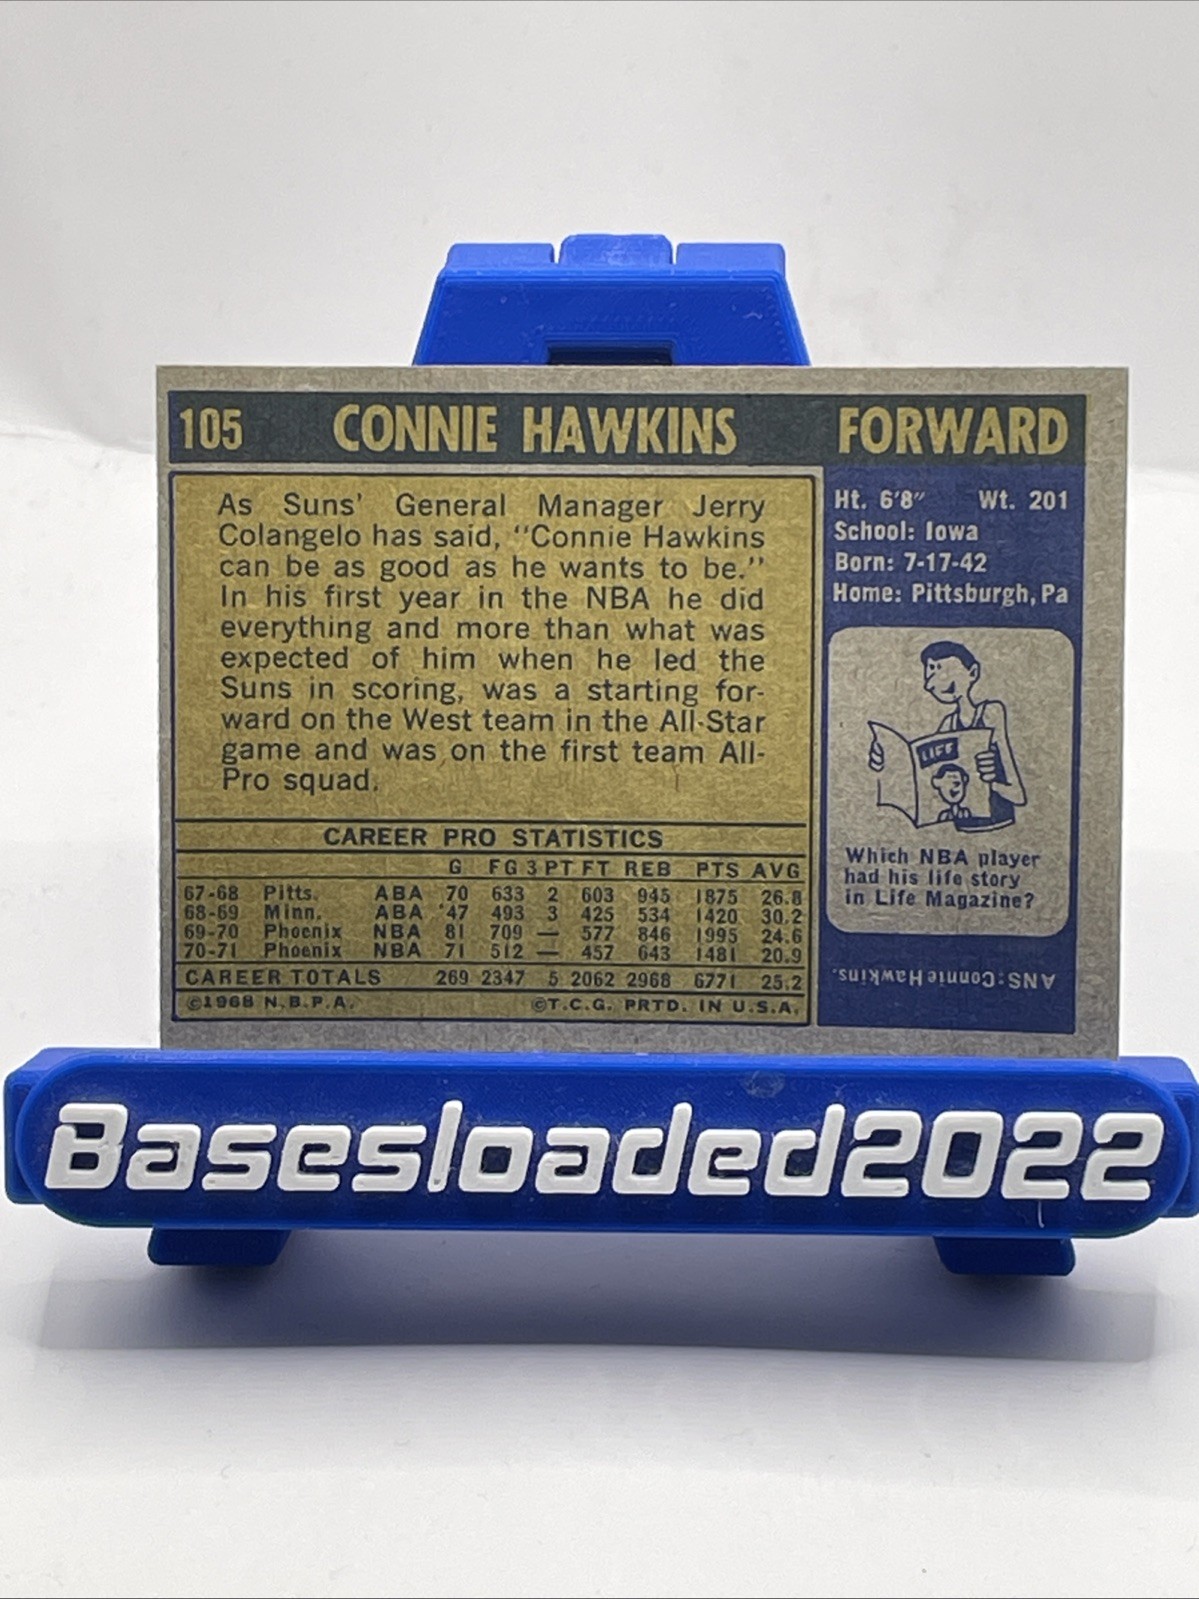 105 CONNIE HAWKINS FORWARD
As Suns' General Manager Jerry
Colangelo has said, "Connie Hawkins
can be as good as he wants to be."
In his first year in the NBA he did
everything and more than what was
expected of him when he led the
Suns in scoring, was a starting for-
ward on the West team in the All-Star
game and was on the first team All-
Pro squad.
CAREER PRO STATISTICS
G FG 3 PT FT REB PTS AVG
67-68 Pitts. ABA 70 633 2 603 945 1875 26.8
68-69 Minn. ABA 47 493 3 425 534 1420 30.2
69-70 Phoenix NBA 81 709 — 577 846 1995 24.6
70-71 Phoenix NBA 71 512 — 457 643 1481 20.9
CAREER TOTALS 269 2347 5 2062 2968 6771 25.2
©1968 N.B.P.A. ©T.C.G. PRTD. IN U.S.A.
Ht. 6'8" Wt. 201
School: Iowa
Born: 7-17-42
Home: Pittsburgh, Pa
LIFE
Which NBA player
had his life story
in Life Magazine?
ANS: Connie Hawkins.
Basesloaded2022